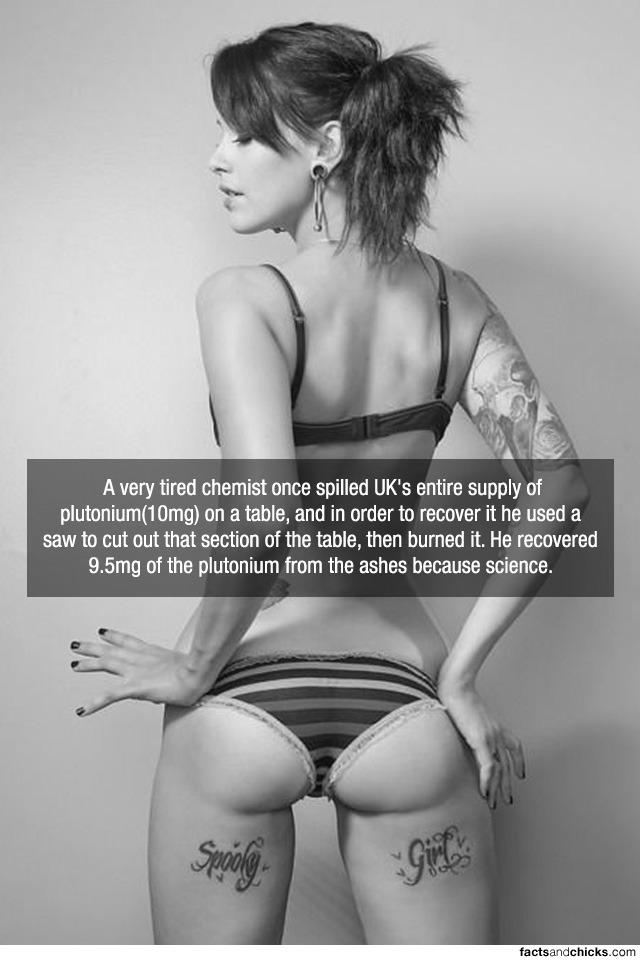 A very tired chemist once spilled UK's entire supply of
plutonium(10mg) on a table, and in order to recover it he used a
saw to cut out that section of the table, then burned it. He recovered
9.5mg of the plutonium from the ashes because science.
Spooky
Girl
factsandchicks.com